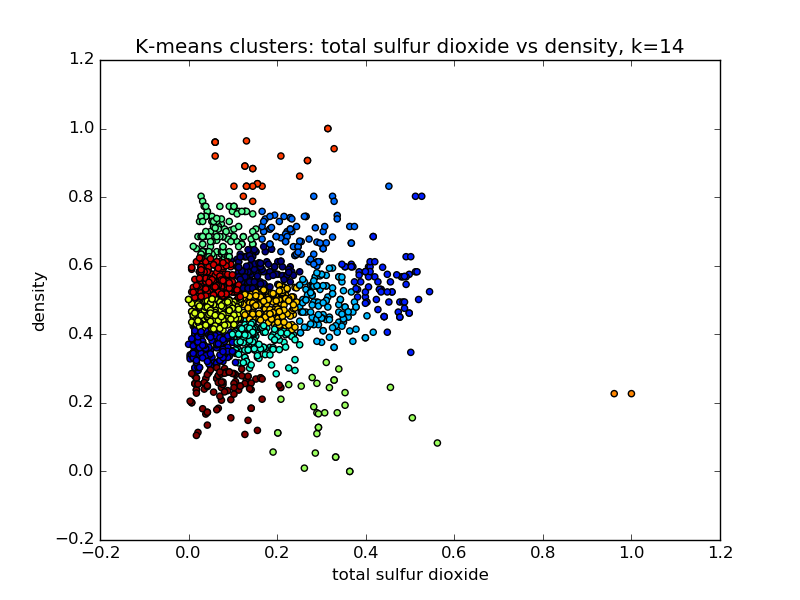 K-means clusters: total sulfur dioxide vs density, k=14
1.2
1.0
0.8
0.6
0.4
0.2
0.0
−0.2
density
−0.2 0.0 0.2 0.4 0.6 0.8 1.0 1.2
total sulfur dioxide